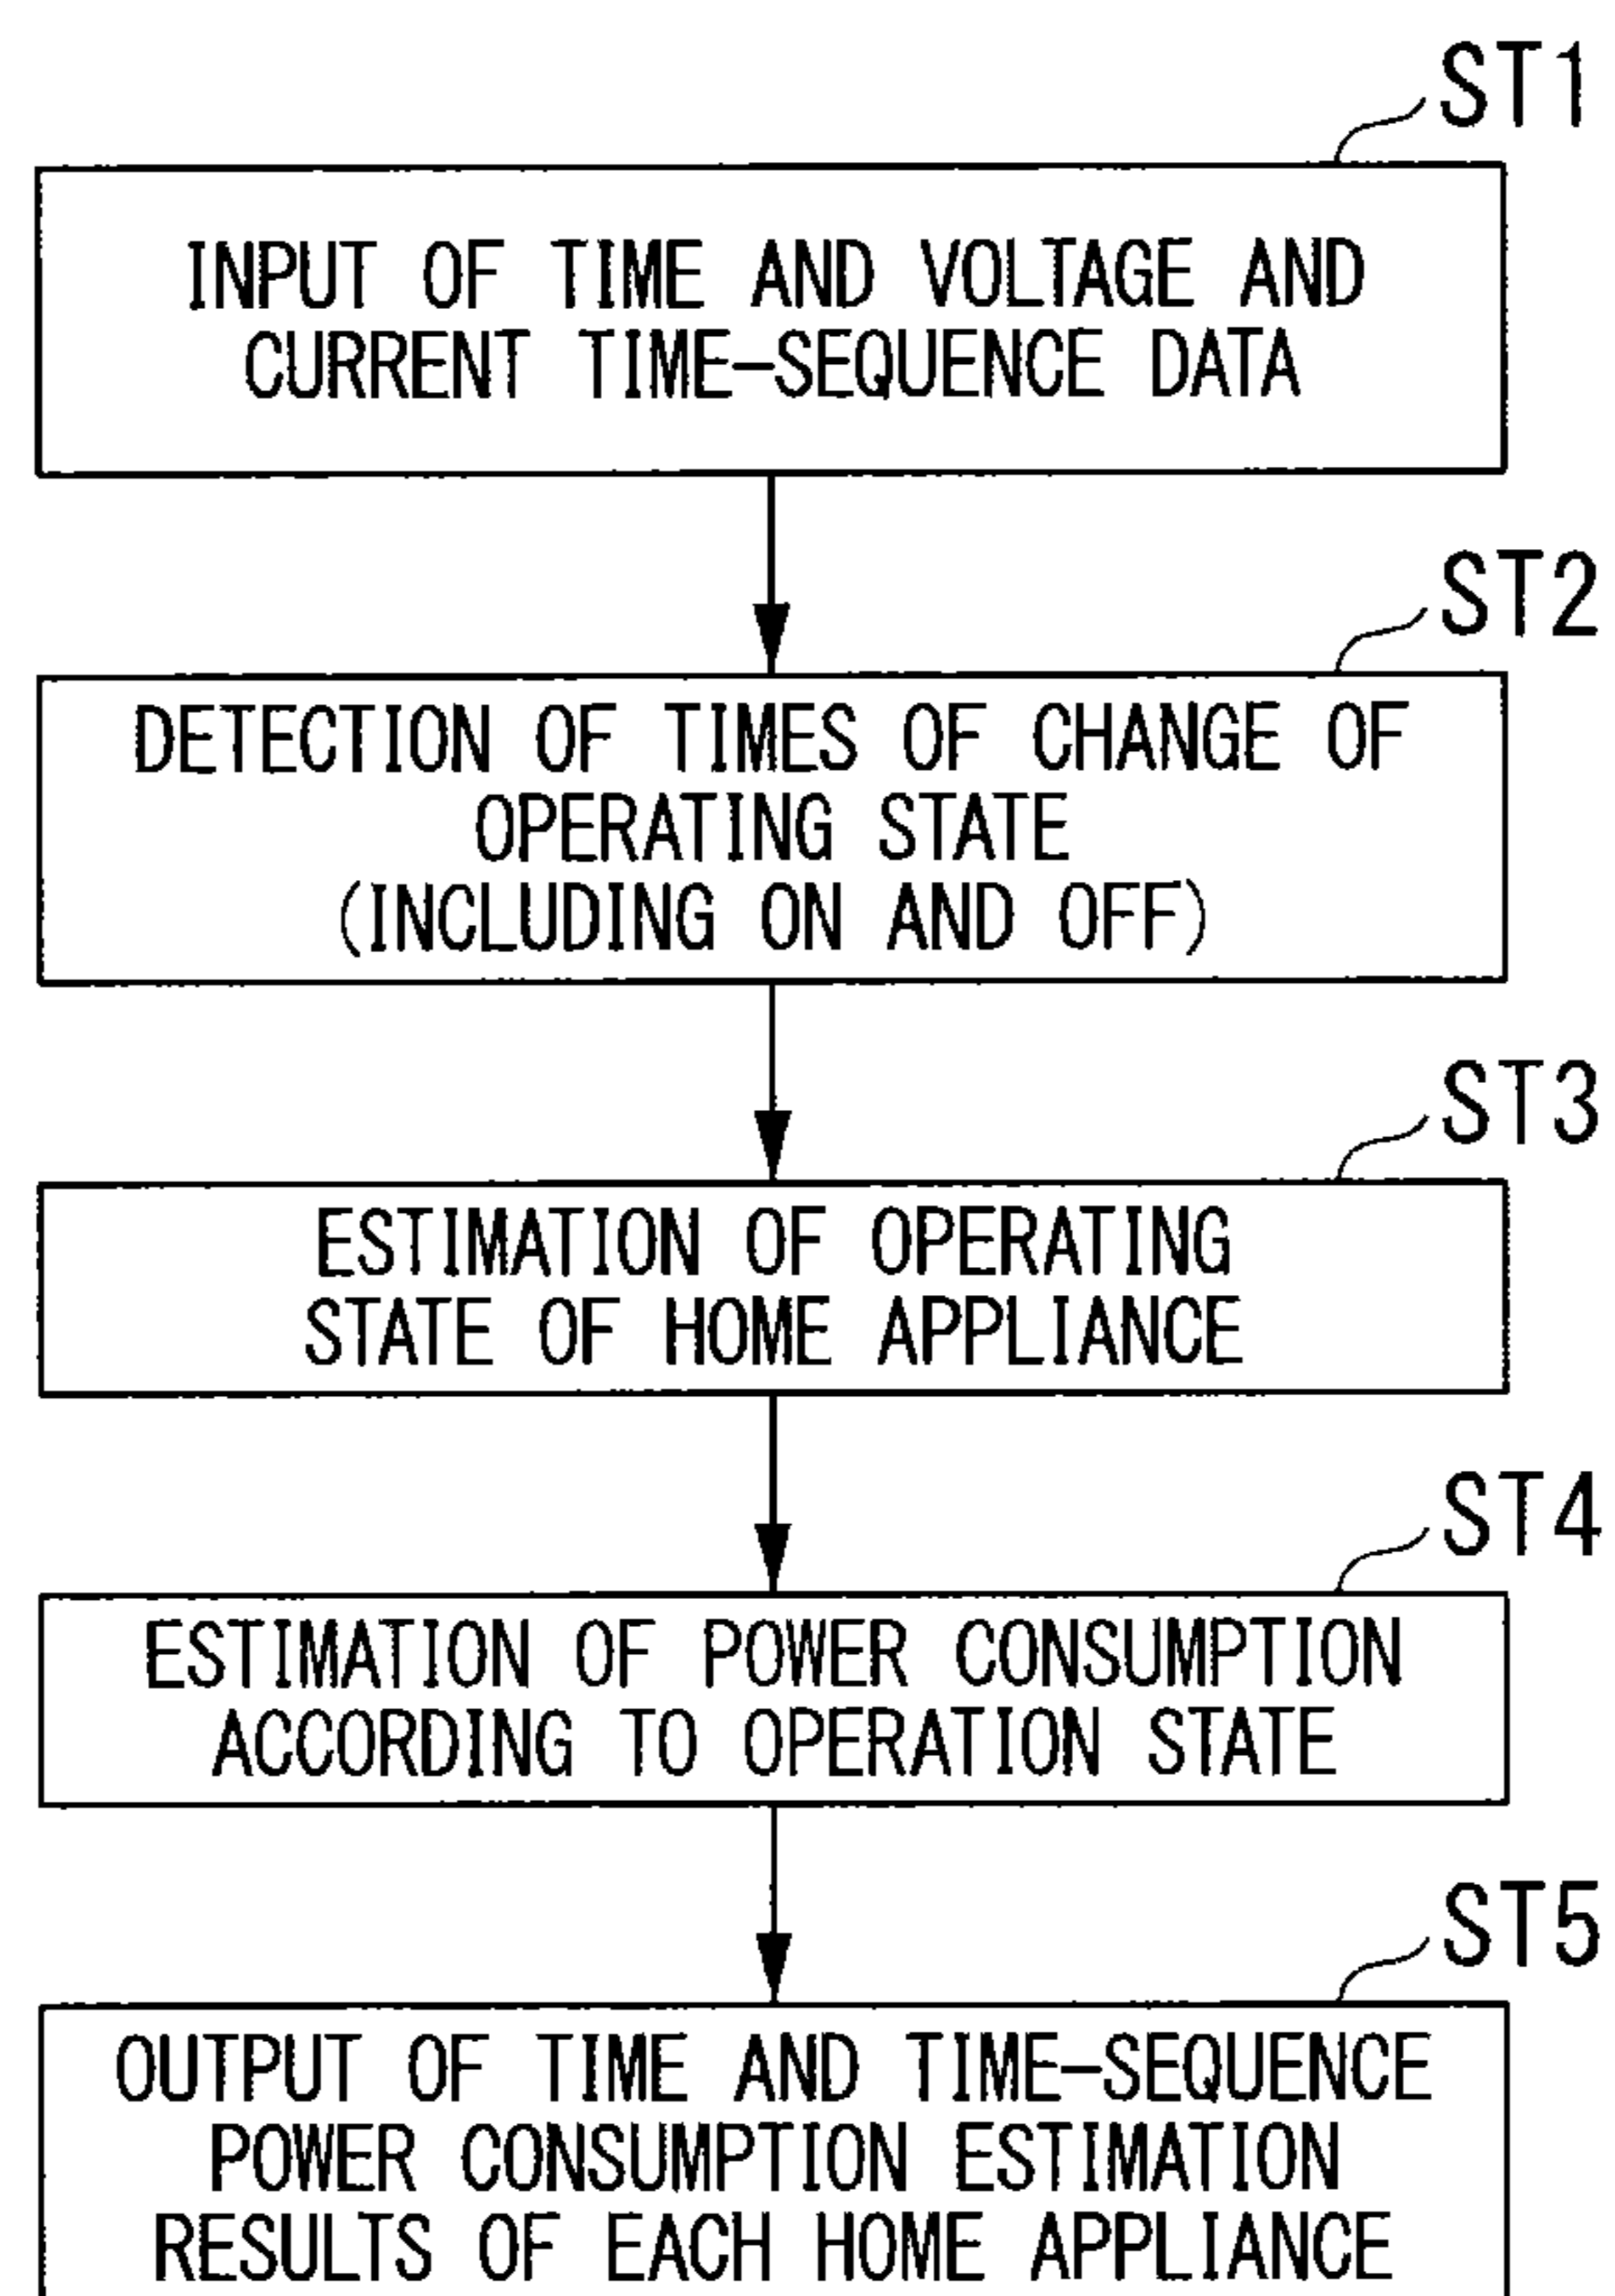 ST1
INPUT OF TIME AND VOLTAGE AND
CURRENT TIME-SEQUENCE DATA
ST2
DETECTION OF TIMES OF CHANGE OF
OPERATING STATE
(INCLUDING ON AND OFF)
ST3
ESTIMATION OF OPERATING
STATE OF HOME APPLIANCE
ST4
ESTIMATION OF POWER CONSUMPTION
ACCORDING TO OPERATION STATE
ST5
OUTPUT OF TIME AND TIME-SEQUENCE
POWER CONSUMPTION ESTIMATION
RESULTS OF EACH HOME APPLIANCE